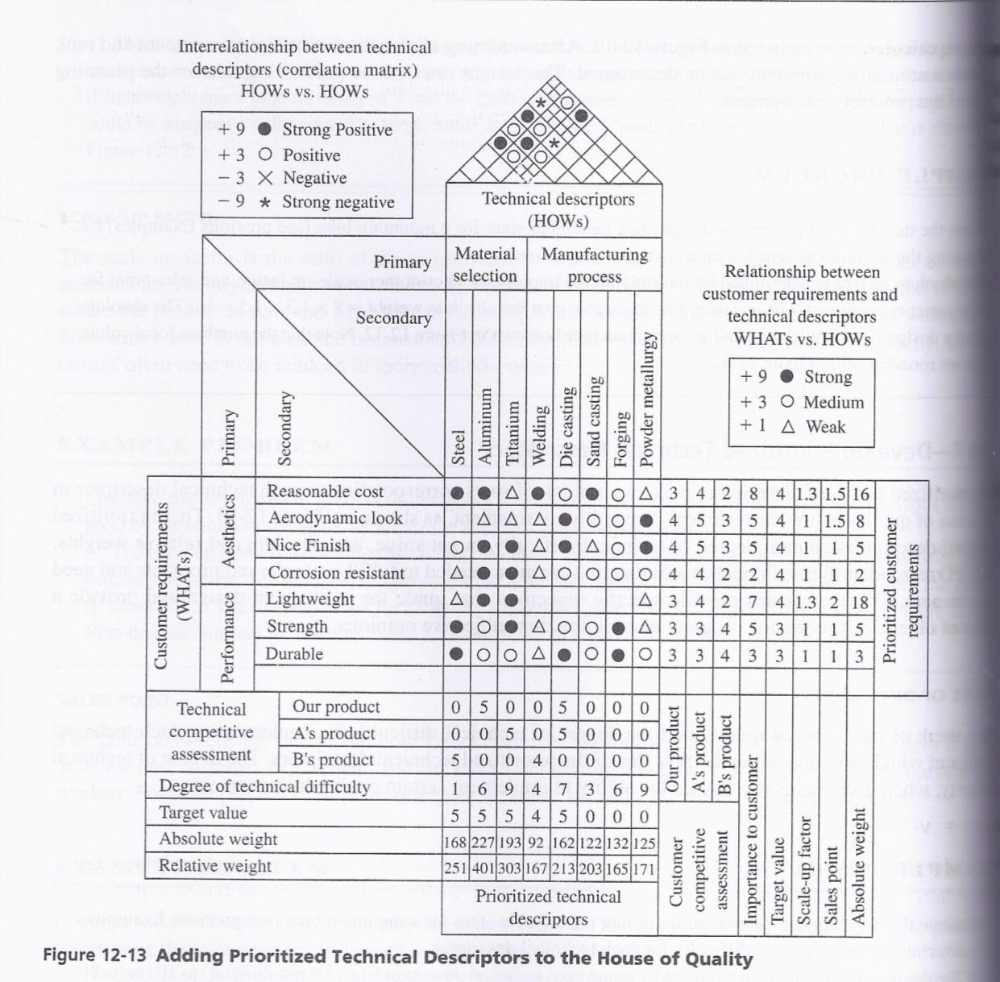 Interrelationship between technical
descriptors (correlation matrix)
HOWs vs. HOWs
+ 9 ● Strong Positive
+ 3 ○ Positive
− 3 × Negative
− 9 * Strong negative
Technical descriptors
(HOWs)
Primary
Material selection
Manufacturing process
Secondary
Relationship between
customer requirements and
technical descriptors
WHATs vs. HOWs
+ 9 ● Strong
+ 3 ○ Medium
+ 1 △ Weak
Primary
Secondary
Steel
Aluminum
Titanium
Welding
Die casting
Sand casting
Forging
Powder metallurgy
Customer requirements
(WHATs)
Aesthetics
Performance
Reasonable cost 3 4 2 8 4 1.3 1.5 16
Aerodynamic look 4 5 3 5 4 1 1.5 8
Nice Finish 4 5 3 5 4 1 1 5
Corrosion resistant 4 4 2 2 4 1 1 2
Lightweight 3 4 2 7 4 1.3 2 18
Strength 3 3 4 5 3 1 1 5
Durable 3 3 4 3 3 1 1 3
Prioritized customer
requirements
Technical
competitive
assessment
Our product 0 5 0 0 5 0 0 0
A's product 0 0 5 0 5 0 0 0
B's product 5 0 0 4 0 0 0 0
Degree of technical difficulty 1 6 9 4 7 3 6 9
Target value 5 5 5 4 5 0 0 0
Absolute weight 168 227 193 92 162 122 132 125
Relative weight 251 401 303 167 213 203 165 171
Prioritized technical
descriptors
Our product
A's product
B's product
Customer
competitive
assessment
Importance to customer
Target value
Scale-up factor
Sales point
Absolute weight
Figure 12-13 Adding Prioritized Technical Descriptors to the House of Quality